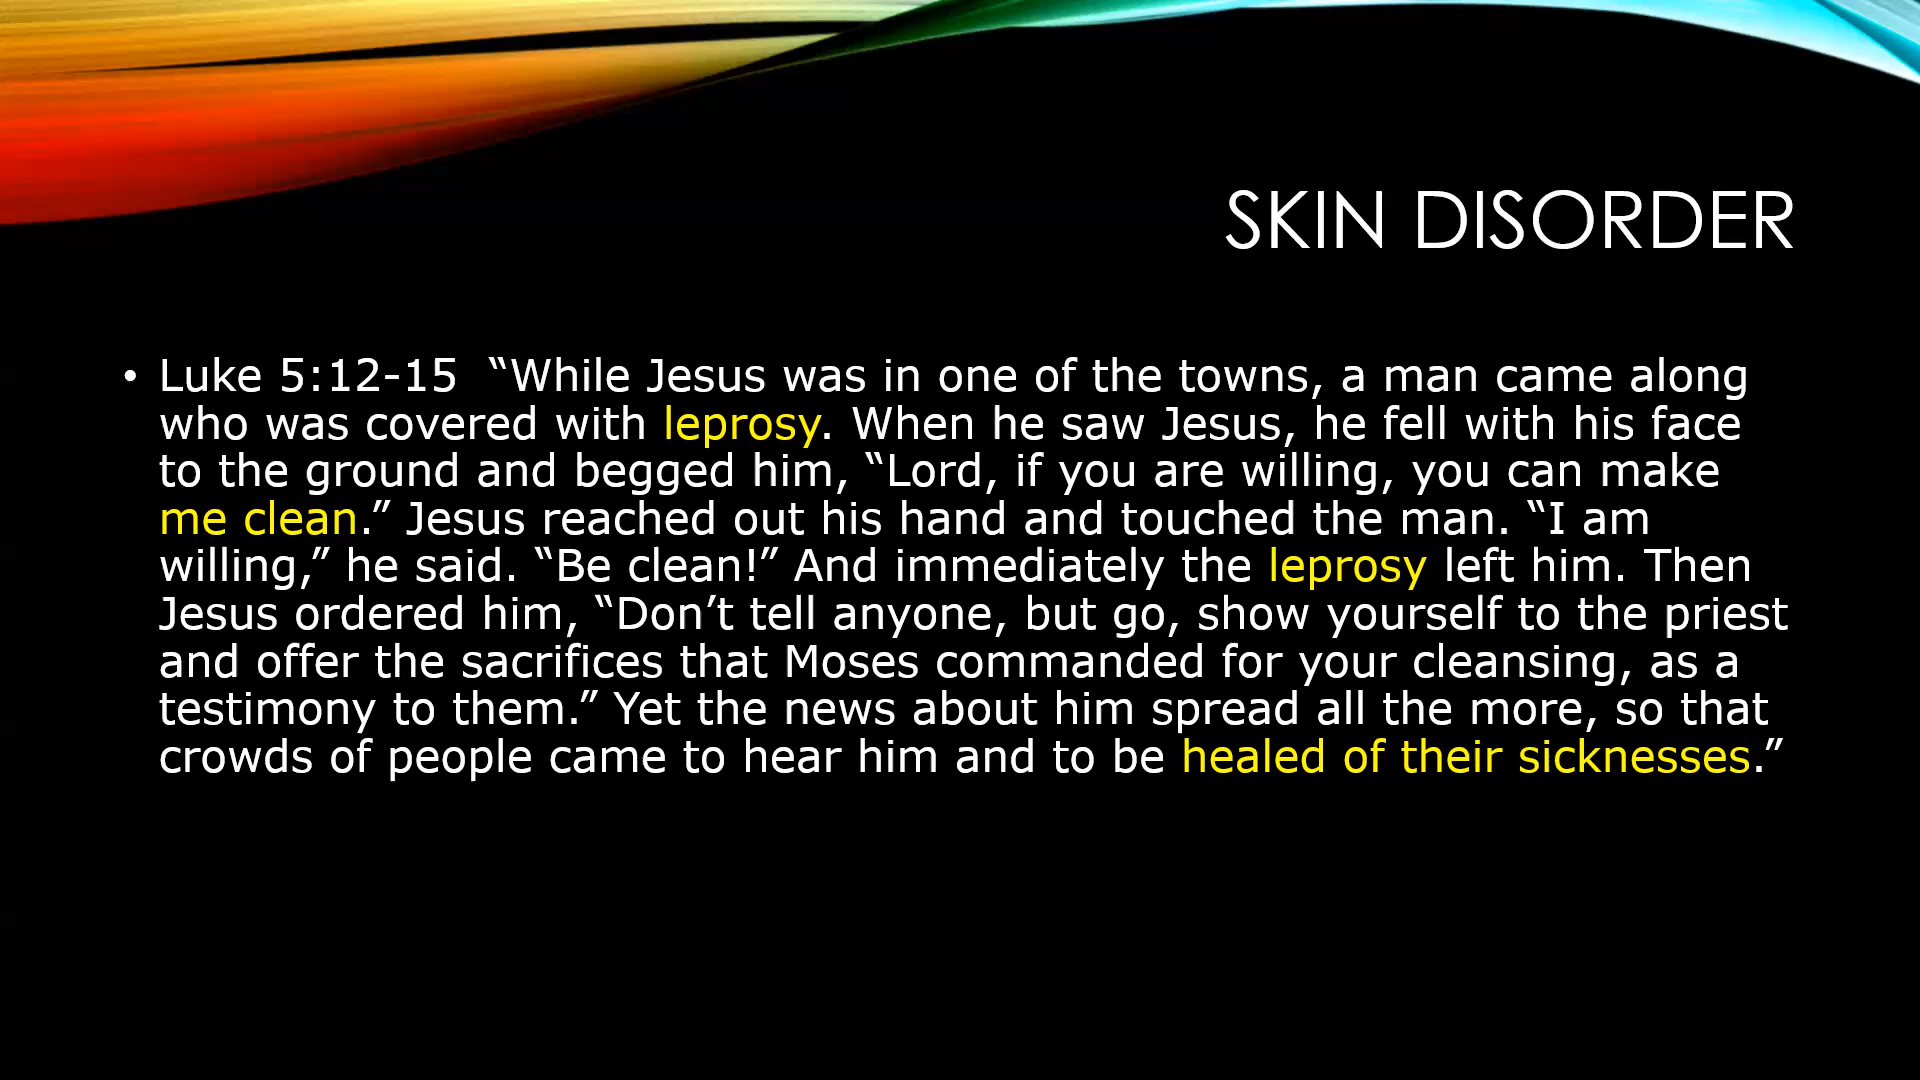 SKIN DISORDER
• Luke 5:12-15  “While Jesus was in one of the towns, a man came along
who was covered with leprosy. When he saw Jesus, he fell with his face
to the ground and begged him, “Lord, if you are willing, you can make
me clean.” Jesus reached out his hand and touched the man. “I am
willing,” he said. “Be clean!” And immediately the leprosy left him. Then
Jesus ordered him, “Don’t tell anyone, but go, show yourself to the priest
and offer the sacrifices that Moses commanded for your cleansing, as a
testimony to them.” Yet the news about him spread all the more, so that
crowds of people came to hear him and to be healed of their sicknesses.”